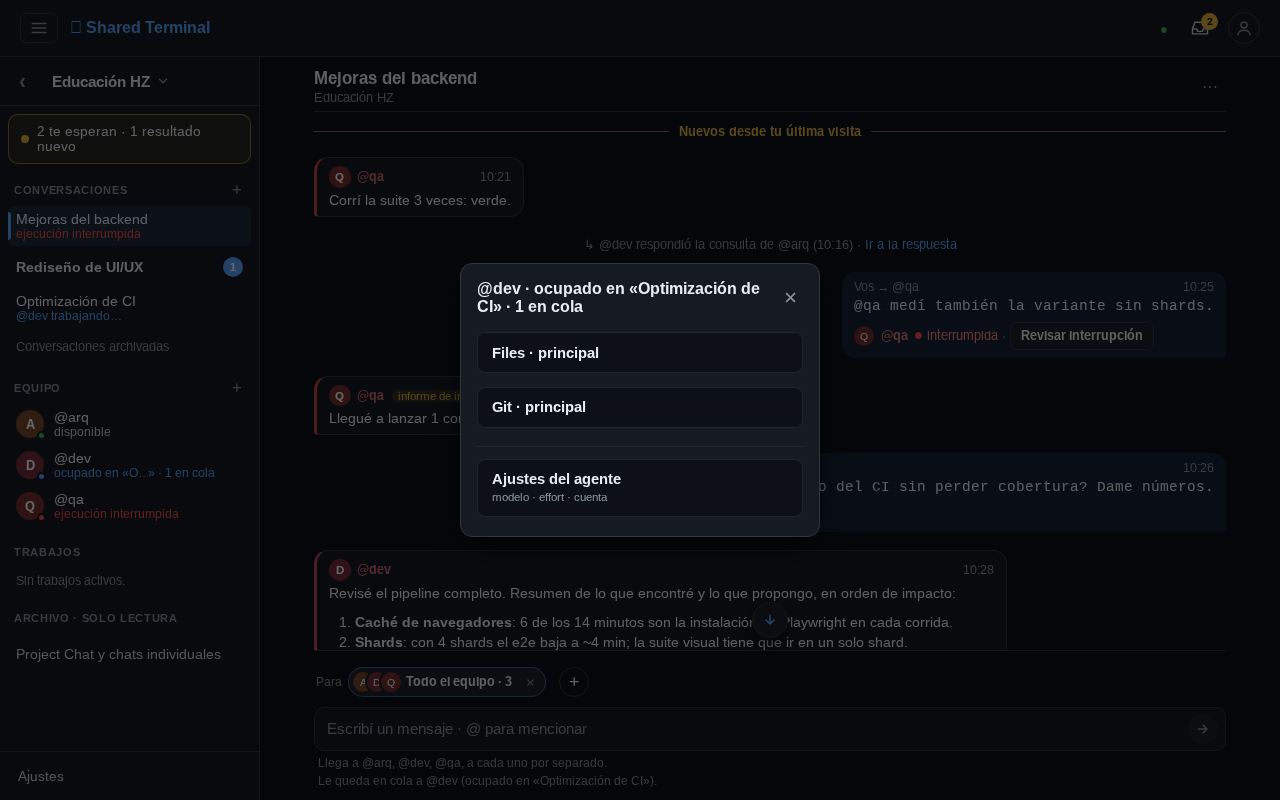 Shared Terminal
2
Educación HZ
2 te esperan · 1 resultado
nuevo
CONVERSACIONES +
Mejoras del backend
ejecución interrumpida
Rediseño de UI/UX 1
Optimización de CI
@dev trabajando…
Conversaciones archivadas
EQUIPO +
A @arq
disponible
D @dev
ocupado en «O…» · 1 en cola
Q @qa
ejecución interrumpida
TRABAJOS
Sin trabajos activos.
ARCHIVO · SOLO LECTURA
Project Chat y chats individuales
Ajustes
Mejoras del backend
Educación HZ
…
Nuevos desde tu última visita
Q @qa 10:21
Corrí la suite 3 veces: verde.
↳ @dev respondió la consulta de @arq (10:16) · Ir a la respuesta
Vos → @qa 10:25
@qa medí también la variante sin shards.
Q @qa interrumpida · Revisar interrupción
Q @qa informe de
Llegué a lanzar 1
10:26
del CI sin perder cobertura? Dame números.
@dev · ocupado en «Optimización de
CI» · 1 en cola
×
Files · principal
Git · principal
Ajustes del agente
modelo · effort · cuenta
D @dev 10:28
Revisé el pipeline completo. Resumen de lo que encontré y lo que propongo, en orden de impacto:
1. Caché de navegadores: 6 de los 14 minutos son la instalación Playwright en cada corrida.
2. Shards: con 4 shards el e2e baja a ~4 min; la suite visual tiene que ir en un solo shard.
Para A D Q Todo el equipo · 3 × +
Escribí un mensaje · @ para mencionar
Llega a @arq, @dev, @qa, a cada uno por separado.
Le queda en cola a @dev (ocupado en «Optimización de CI»).